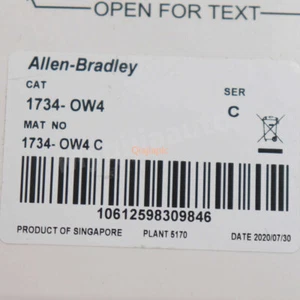 OPEN FOR TEXT
Allen-Bradley
CAT
SER
1734- OW4
C
MAT NO
1734- OW4 C
10612598309846
PRODUCT OF SINGAPORE PLANT 5170 DATE 2020/07/30